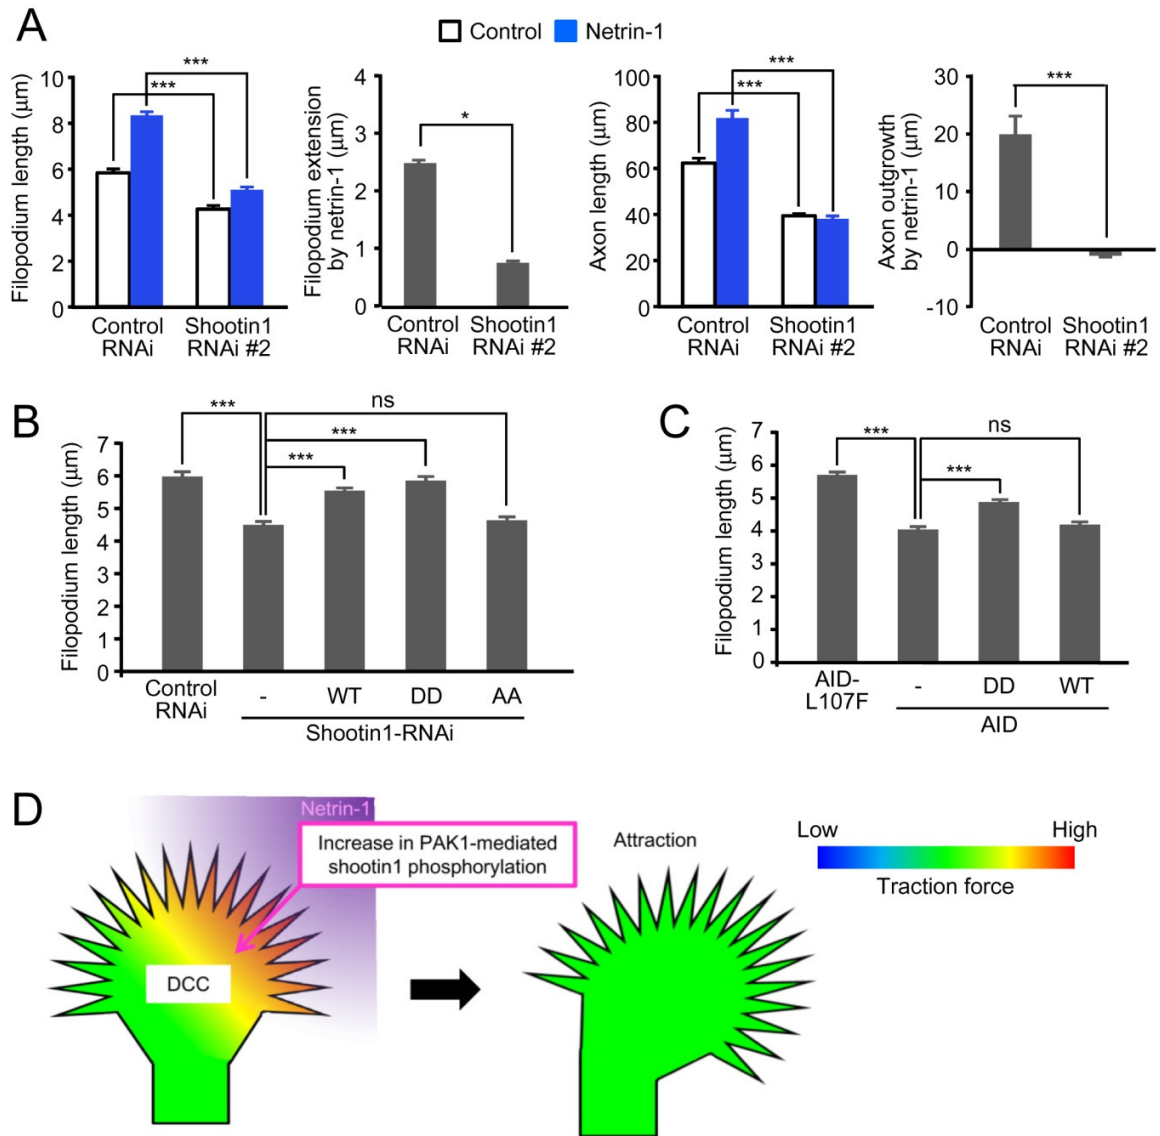 A
Control
Netrin-1
Filopodium length (μm)
10
8
6
4
2
0
***
***
Control
RNAi
Shootin1
RNAi #2
Filopodium extension
by netrin-1 (μm)
4
3
2
1
0
*
Control
RNAi
Shootin1
RNAi #2
Axon length (μm)
100
80
60
40
20
0
***
***
Control
RNAi
Shootin1
RNAi #2
Axon outgrowth
by netrin-1 (μm)
30
20
10
0
-10
***
Control
RNAi
Shootin1
RNAi #2
B
Filopodium length (μm)
7
6
5
4
3
2
1
0
***
ns
***
***
Control
RNAi
-
WT
DD
AA
Shootin1-RNAi
C
Filopodium length (μm)
7
6
5
4
3
2
1
0
***
ns
***
AID-
L107F
-
DD
WT
AID
D
Netrin-1
Increase in PAK1-mediated
shootin1 phosphorylation
DCC
Attraction
Low
High
Traction force